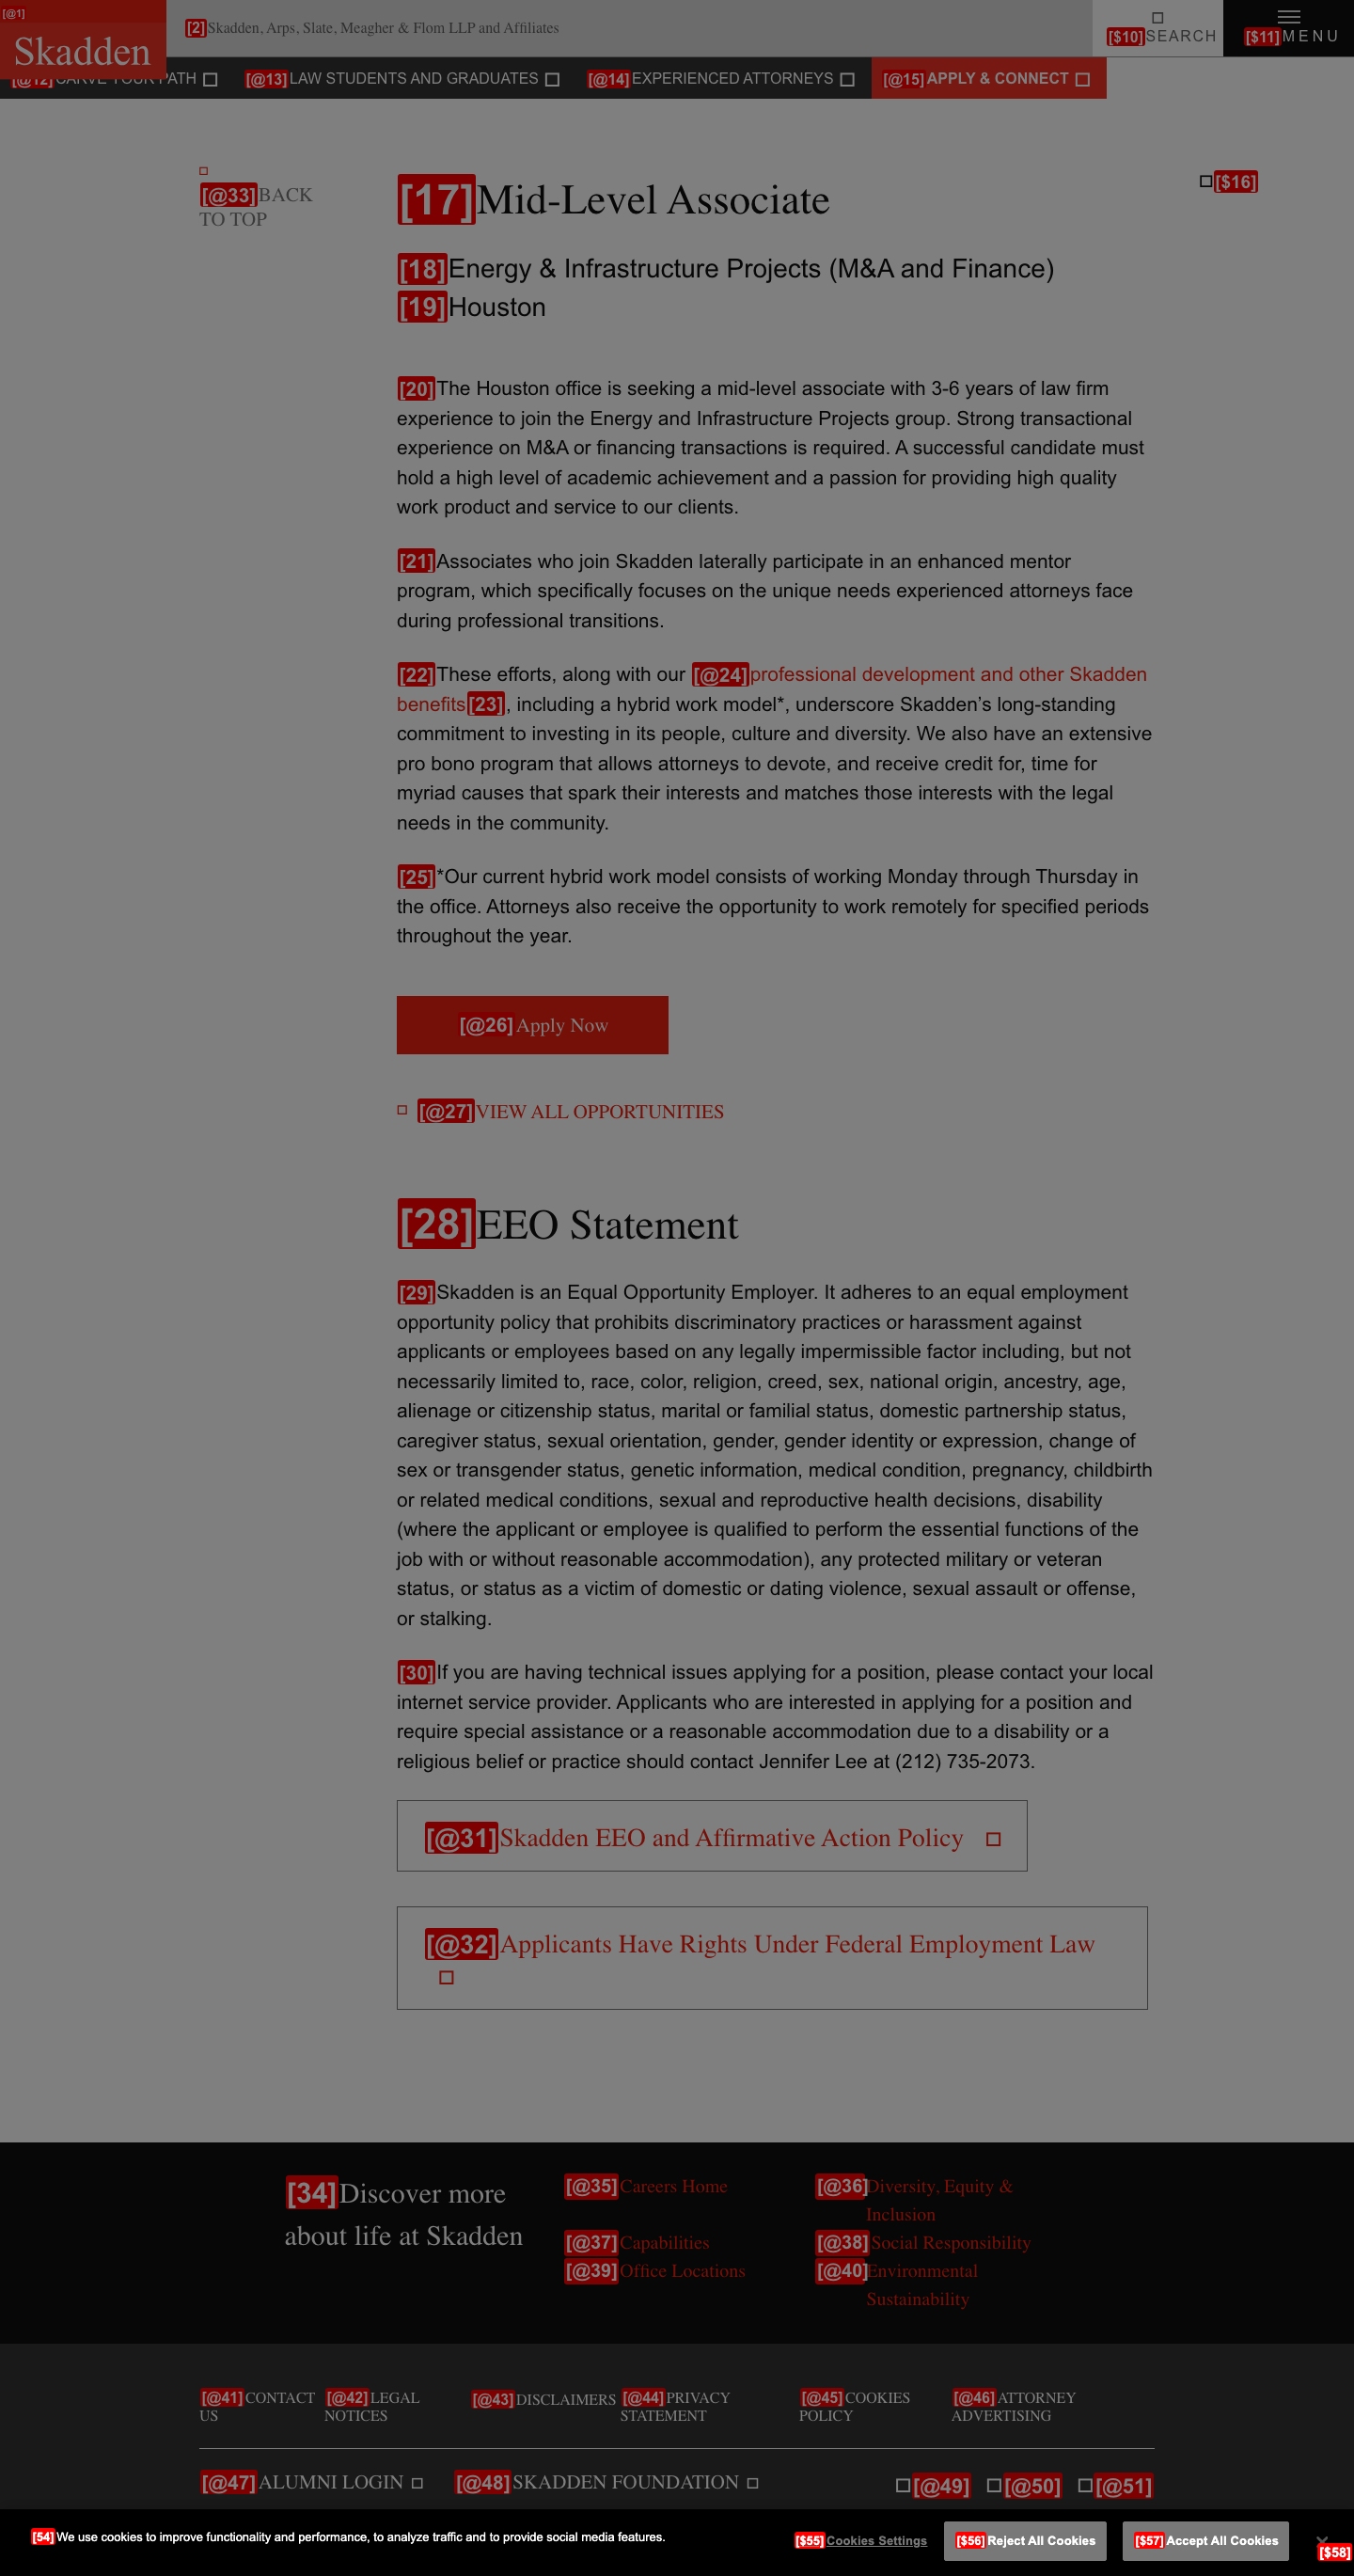 [@1]
Skadden
[2]Skadden, Arps, Slate, Meagher & Flom LLP and Affiliates
[$10]SEARCH
[$11]MENU
[@12]CARVE YOUR PATH
[@13]LAW STUDENTS AND GRADUATES
[@14]EXPERIENCED ATTORNEYS
[@15]APPLY & CONNECT
[@33]BACK
TO TOP
[17]Mid-Level Associate
[$16]
[18]Energy & Infrastructure Projects (M&A and Finance)
[19]Houston
[20]The Houston office is seeking a mid-level associate with 3-6 years of law firm
experience to join the Energy and Infrastructure Projects group. Strong transactional
experience on M&A or financing transactions is required. A successful candidate must
hold a high level of academic achievement and a passion for providing high quality
work product and service to our clients.
[21]Associates who join Skadden laterally participate in an enhanced mentor
program, which specifically focuses on the unique needs experienced attorneys face
during professional transitions.
[22]These efforts, along with our [@24]professional development and other Skadden
benefits[23], including a hybrid work model*, underscore Skadden’s long-standing
commitment to investing in its people, culture and diversity. We also have an extensive
pro bono program that allows attorneys to devote, and receive credit for, time for
myriad causes that spark their interests and matches those interests with the legal
needs in the community.
[25]*Our current hybrid work model consists of working Monday through Thursday in
the office. Attorneys also receive the opportunity to work remotely for specified periods
throughout the year.
[@26]Apply Now
[@27]VIEW ALL OPPORTUNITIES
[28]EEO Statement
[29]Skadden is an Equal Opportunity Employer. It adheres to an equal employment
opportunity policy that prohibits discriminatory practices or harassment against
applicants or employees based on any legally impermissible factor including, but not
necessarily limited to, race, color, religion, creed, sex, national origin, ancestry, age,
alienage or citizenship status, marital or familial status, domestic partnership status,
caregiver status, sexual orientation, gender, gender identity or expression, change of
sex or transgender status, genetic information, medical condition, pregnancy, childbirth
or related medical conditions, sexual and reproductive health decisions, disability
(where the applicant or employee is qualified to perform the essential functions of the
job with or without reasonable accommodation), any protected military or veteran
status, or status as a victim of domestic or dating violence, sexual assault or offense,
or stalking.
[30]If you are having technical issues applying for a position, please contact your local
internet service provider. Applicants who are interested in applying for a position and
require special assistance or a reasonable accommodation due to a disability or a
religious belief or practice should contact Jennifer Lee at (212) 735-2073.
[@31]Skadden EEO and Affirmative Action Policy
[@32]Applicants Have Rights Under Federal Employment Law
[34]Discover more
about life at Skadden
[@35]Careers Home
[@36]Diversity, Equity &
Inclusion
[@37]Capabilities
[@38]Social Responsibility
[@39]Office Locations
[@40]Environmental
Sustainability
[@41]CONTACT
US
[@42]LEGAL
NOTICES
[@43]DISCLAIMERS
[@44]PRIVACY
STATEMENT
[@45]COOKIES
POLICY
[@46]ATTORNEY
ADVERTISING
[@47]ALUMNI LOGIN
[@48]SKADDEN FOUNDATION
[@49]
[@50]
[@51]
[54]We use cookies to improve functionality and performance, to analyze traffic and to provide social media features.
[$55]Cookies Settings
[$56]Reject All Cookies
[$57]Accept All Cookies
[$58]